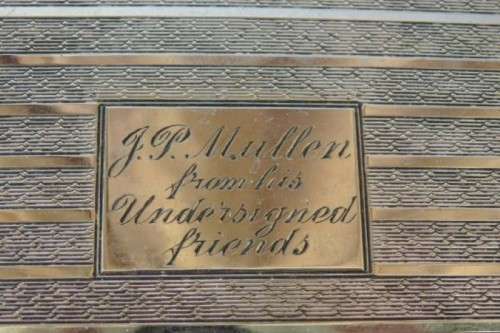 J.P. Mullen
from his
Undersigned
friends